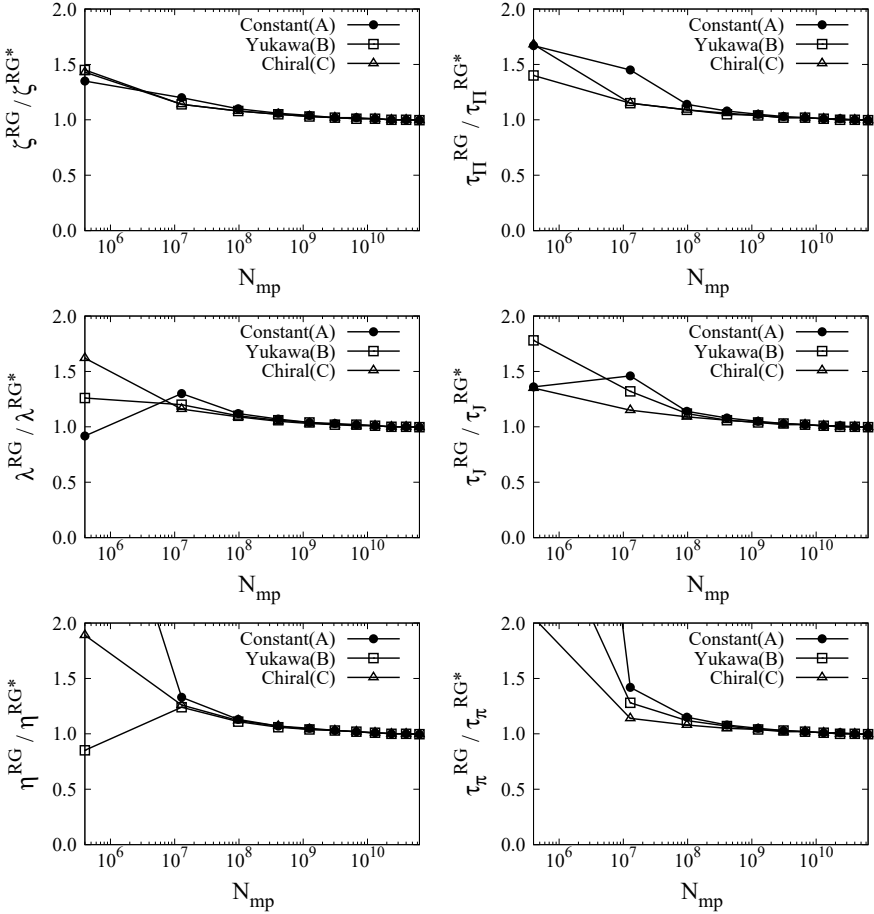 ζ^RG / ζ^RG*
2.0
1.5
1.0
0.5
0.0
Constant(A)
Yukawa(B)
Chiral(C)
10^6 10^7 10^8 10^9 10^10
N_mp
τ_Π^RG / τ_Π^RG*
2.0
1.5
1.0
0.5
0.0
Constant(A)
Yukawa(B)
Chiral(C)
10^6 10^7 10^8 10^9 10^10
N_mp
λ^RG / λ^RG*
2.0
1.5
1.0
0.5
0.0
Constant(A)
Yukawa(B)
Chiral(C)
10^6 10^7 10^8 10^9 10^10
N_mp
τ_J^RG / τ_J^RG*
2.0
1.5
1.0
0.5
0.0
Constant(A)
Yukawa(B)
Chiral(C)
10^6 10^7 10^8 10^9 10^10
N_mp
η^RG / η^RG*
2.0
1.5
1.0
0.5
0.0
Constant(A)
Yukawa(B)
Chiral(C)
10^6 10^7 10^8 10^9 10^10
N_mp
τ_π^RG / τ_π^RG*
2.0
1.5
1.0
0.5
0.0
Constant(A)
Yukawa(B)
Chiral(C)
10^6 10^7 10^8 10^9 10^10
N_mp